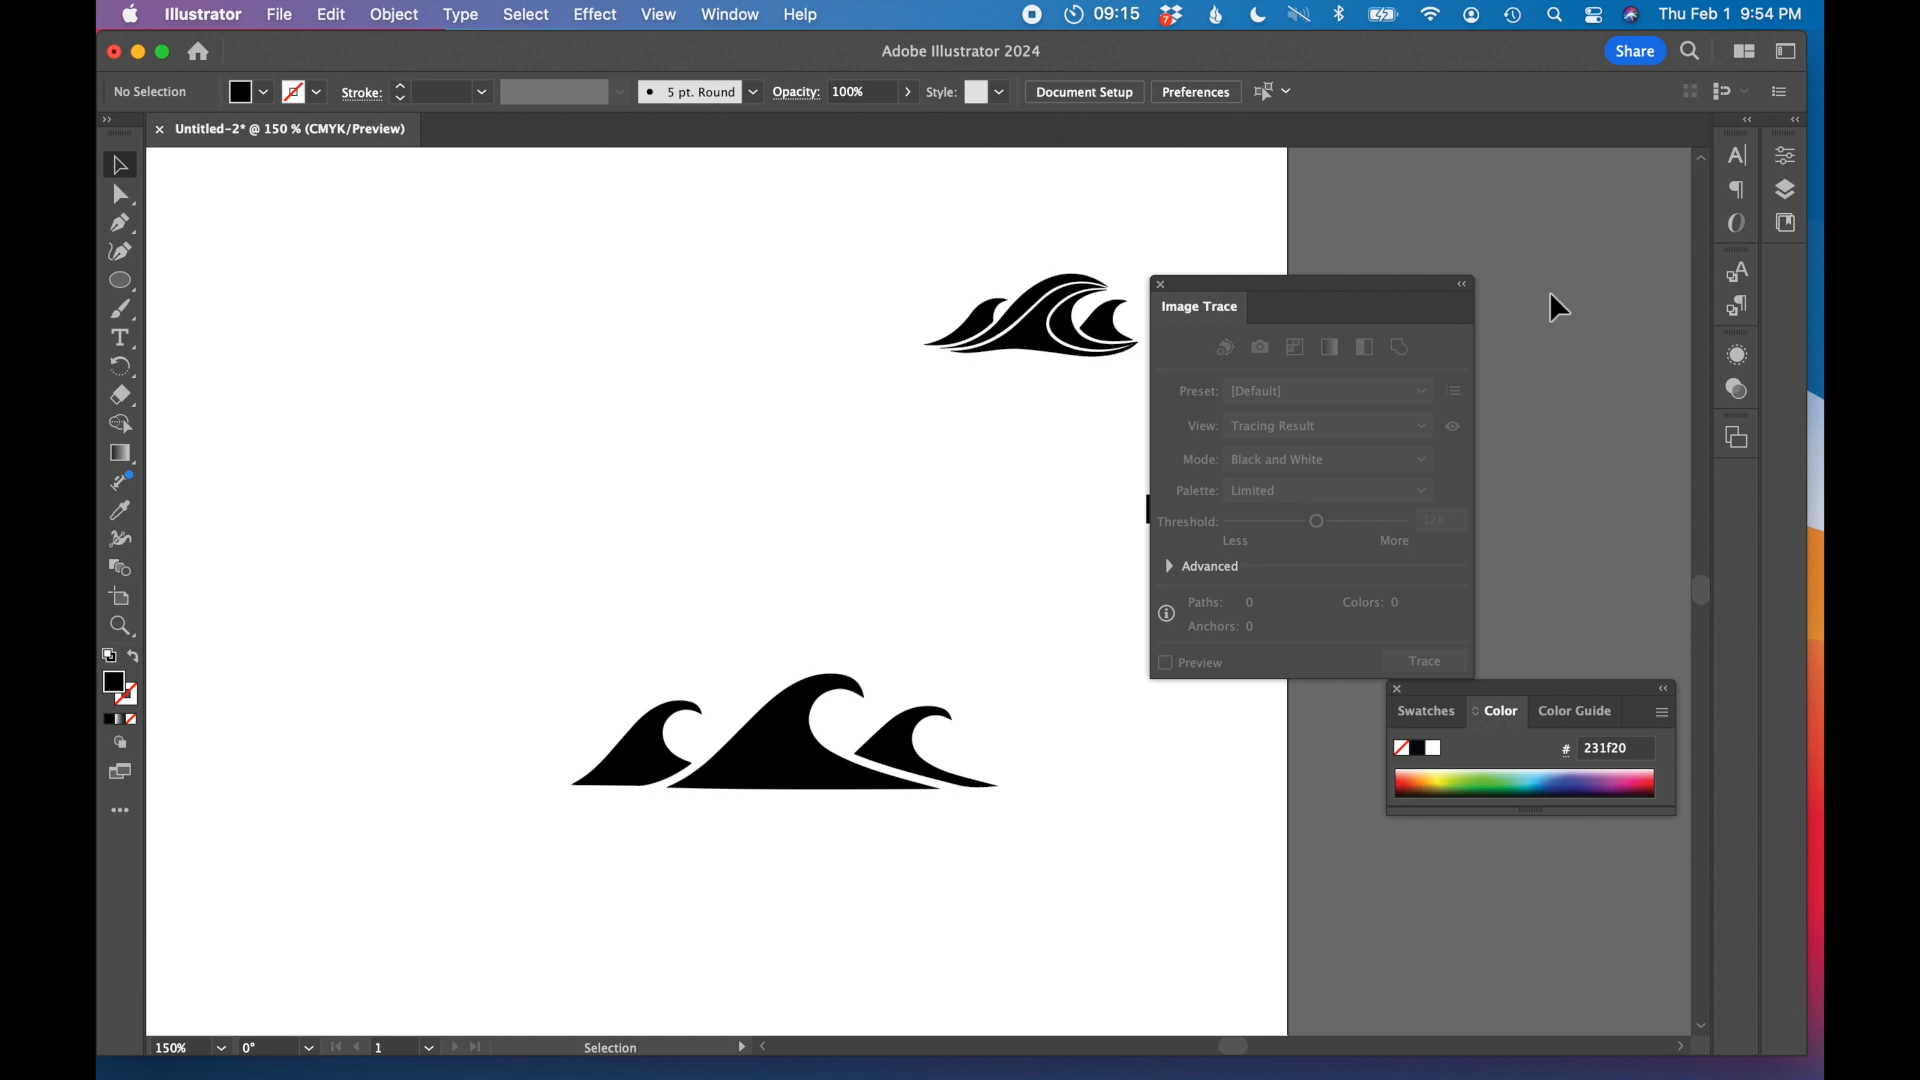 Illustrator File Edit Object Type Select Effect View Window Help 09:15 7 Thu Feb 1 9:54 PM
Adobe Illustrator 2024 Share
No Selection Stroke: 5 pt. Round Opacity: 100% Style: Document Setup Preferences
Untitled-2* @ 150 % (CMYK/Preview)
Image Trace
Preset: [Default]
View: Tracing Result
Mode: Black and White
Palette: Limited
Threshold: 128
Less More
Advanced
Paths: 0 Colors: 0
Anchors: 0
Preview Trace
Swatches Color Color Guide
# 231f20
150% 0° 1 Selection